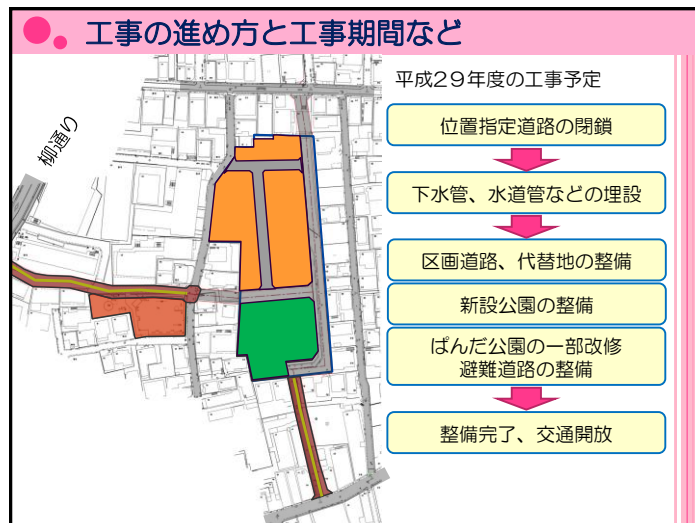 工事の進め方と工事期間など
平成29年度の工事予定
柳通り
位置指定道路の閉鎖
下水管、水道管などの埋設
区画道路、代替地の整備
新設公園の整備
ぱんだ公園の一部改修
避難道路の整備
整備完了、交通開放